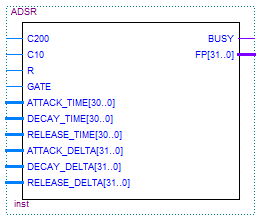 ADSR
C200
BUSY
C10
FP[31..0]
R
GATE
ATTACK_TIME[30..0]
DECAY_TIME[30..0]
RELEASE_TIME[30..0]
ATTACK_DELTA[31..0]
DECAY_DELTA[31..0]
RELEASE_DELTA[31..0]
inst